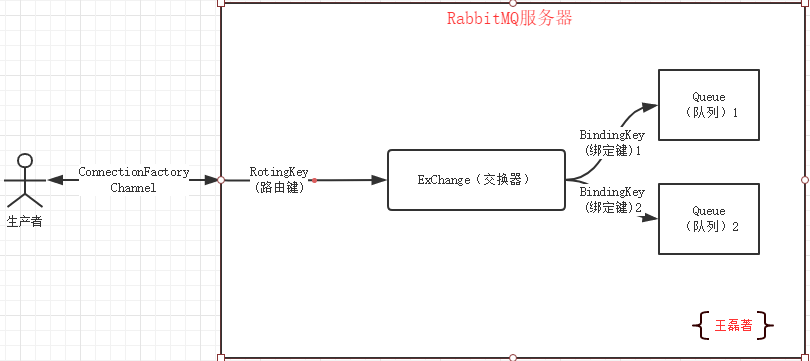 RabbitMQ服务器
Queue
(队列)1
BindingKey
(绑定键)1
ConnectionFactory
Channel
RotingKey
(路由键)
ExChange(交换器)
BindingKey
(绑定键)2
Queue
(队列)2
生产者
王磊著